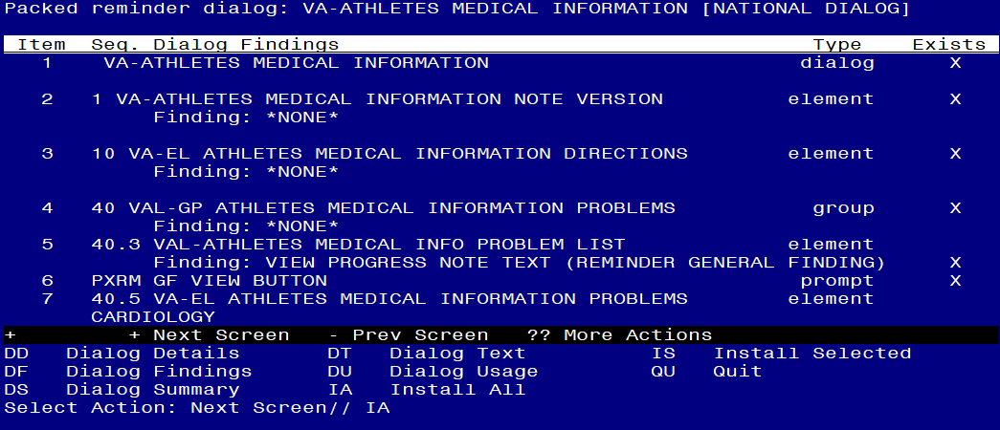 Packed reminder dialog: VA-ATHLETES MEDICAL INFORMATION [NATIONAL DIALOG]
Item  Seq. Dialog Findings  Type  Exists
1  VA-ATHLETES MEDICAL INFORMATION  dialog  X
2  1 VA-ATHLETES MEDICAL INFORMATION NOTE VERSION  element  X
Finding: *NONE*
3  10 VA-EL ATHLETES MEDICAL INFORMATION DIRECTIONS  element  X
Finding: *NONE*
4  40 VAL-GP ATHLETES MEDICAL INFORMATION PROBLEMS  group  X
Finding: *NONE*
5  40.3 VAL-ATHLETES MEDICAL INFO PROBLEM LIST  element
Finding: VIEW PROGRESS NOTE TEXT (REMINDER GENERAL FINDING)  X
6  PXRM GF VIEW BUTTON  prompt  X
7  40.5 VA-EL ATHLETES MEDICAL INFORMATION PROBLEMS  element
CARDIOLOGY
+  + Next Screen  - Prev Screen  ?? More Actions
DD  Dialog Details  DT  Dialog Text  IS  Install Selected
DF  Dialog Findings  DU  Dialog Usage  QU  Quit
DS  Dialog Summary  IA  Install All
Select Action: Next Screen// IA